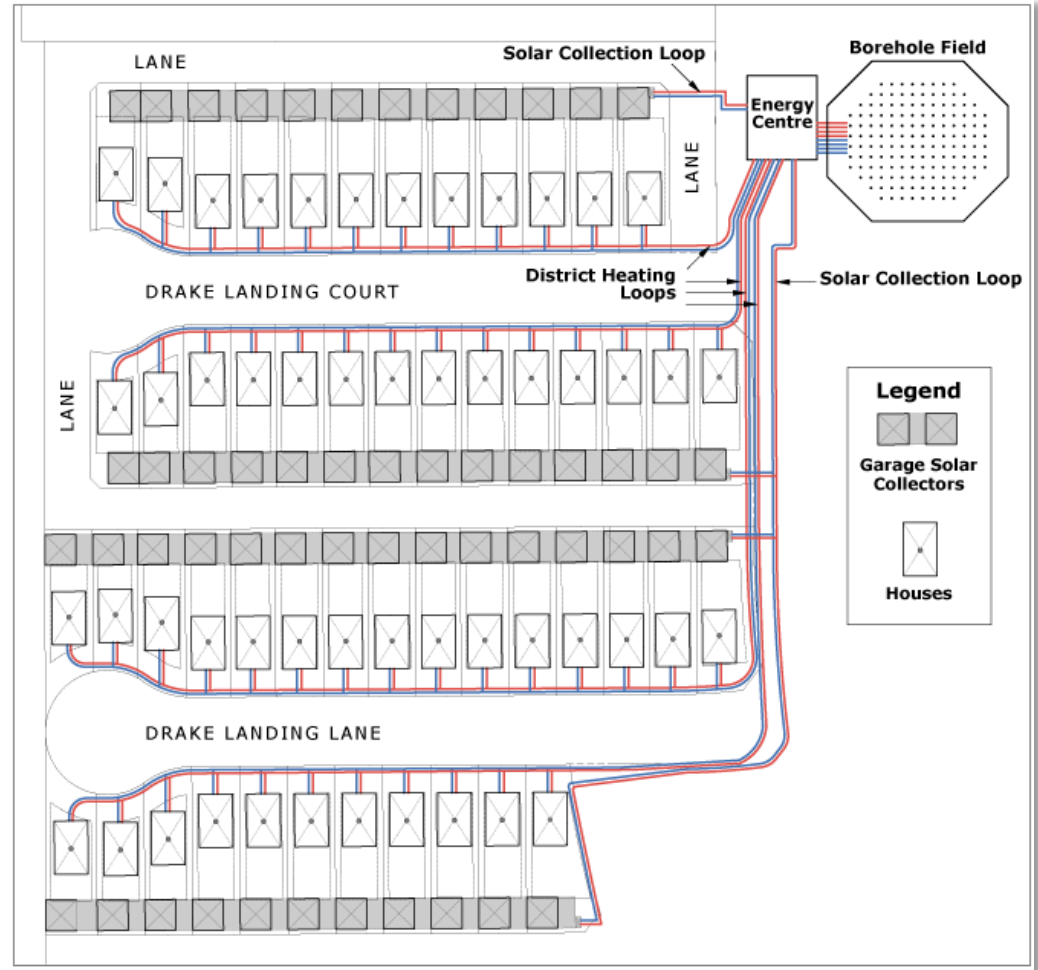 Solar Collection Loop
Borehole Field
LANE
Energy
Centre
LANE
District Heating
Loops
Solar Collection Loop
DRAKE LANDING COURT
LANE
Legend
Garage Solar
Collectors
Houses
DRAKE LANDING LANE